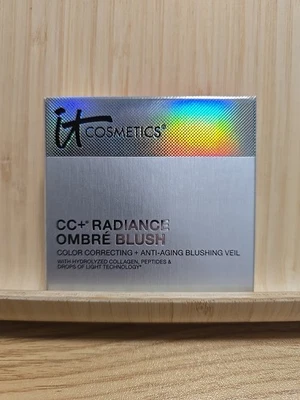 it COSMETICS®
CC+® RADIANCE
OMBRÉ BLUSH
COLOR CORRECTING + ANTI-AGING BLUSHING VEIL
WITH HYDROLYZED COLLAGEN, PEPTIDES &
DROPS OF LIGHT TECHNOLOGY®